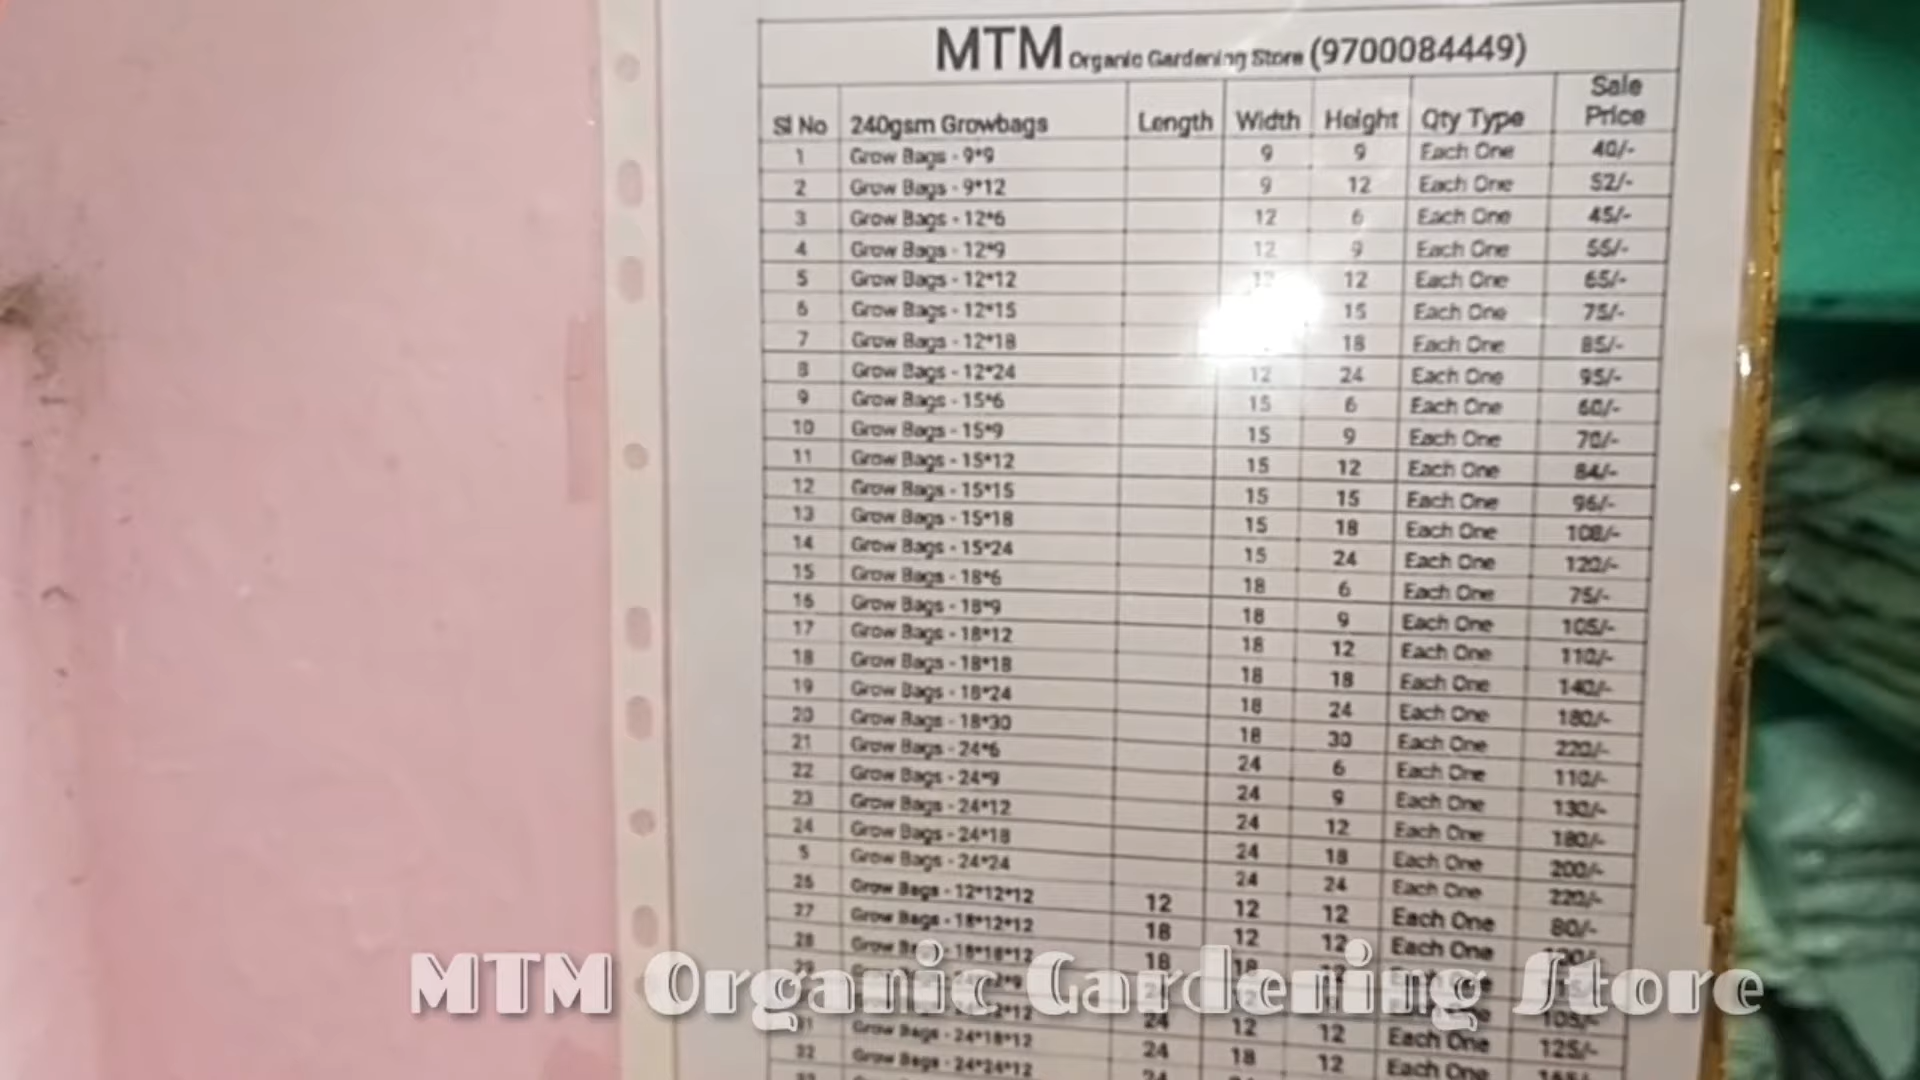 MTM Organic Gardening Store (9700084449)
Sl No 240gsm Growbags Length Width Height Qty Type Sale Price
1 Grow Bags - 9*9 9 9 Each One 40/-
2 Grow Bags - 9*12 9 12 Each One 52/-
3 Grow Bags - 12*6 12 6 Each One 45/-
4 Grow Bags - 12*9 12 9 Each One 55/-
5 Grow Bags - 12*12 12 12 Each One 65/-
6 Grow Bags - 12*15 15 Each One 75/-
7 Grow Bags - 12*18 18 Each One 85/-
8 Grow Bags - 12*24 12 24 Each One 95/-
9 Grow Bags - 15*6 15 6 Each One 60/-
10 Grow Bags - 15*9 15 9 Each One 70/-
11 Grow Bags - 15*12 15 12 Each One 84/-
12 Grow Bags - 15*15 15 15 Each One 96/-
13 Grow Bags - 15*18 15 18 Each One 108/-
14 Grow Bags - 15*24 15 24 Each One 120/-
15 Grow Bags - 18*6 18 6 Each One 75/-
16 Grow Bags - 18*9 18 9 Each One 105/-
17 Grow Bags - 18*12 18 12 Each One 110/-
18 Grow Bags - 18*18 18 18 Each One 140/-
19 Grow Bags - 18*24 18 24 Each One 180/-
20 Grow Bags - 18*30 18 30 Each One 220/-
21 Grow Bags - 24*6 24 6 Each One 110/-
22 Grow Bags - 24*9 24 9 Each One 130/-
23 Grow Bags - 24*12 24 12 Each One 180/-
24 Grow Bags - 24*18 24 18 Each One 200/-
5 Grow Bags - 24*24 24 24 Each One 220/-
26 Grow Bags - 12*12*12 12 12 12 Each One 80/-
27 Grow Bags - 18*12*12 18 12 12 Each One
28 Grow Bags - 18*18*12 18 18 12
MTM Organic Gardening Store
Grow Bags - 24*18*12 24 12 12 Each One 125/-
32 Grow Bags - 24*24*12 24 18 12 Each One